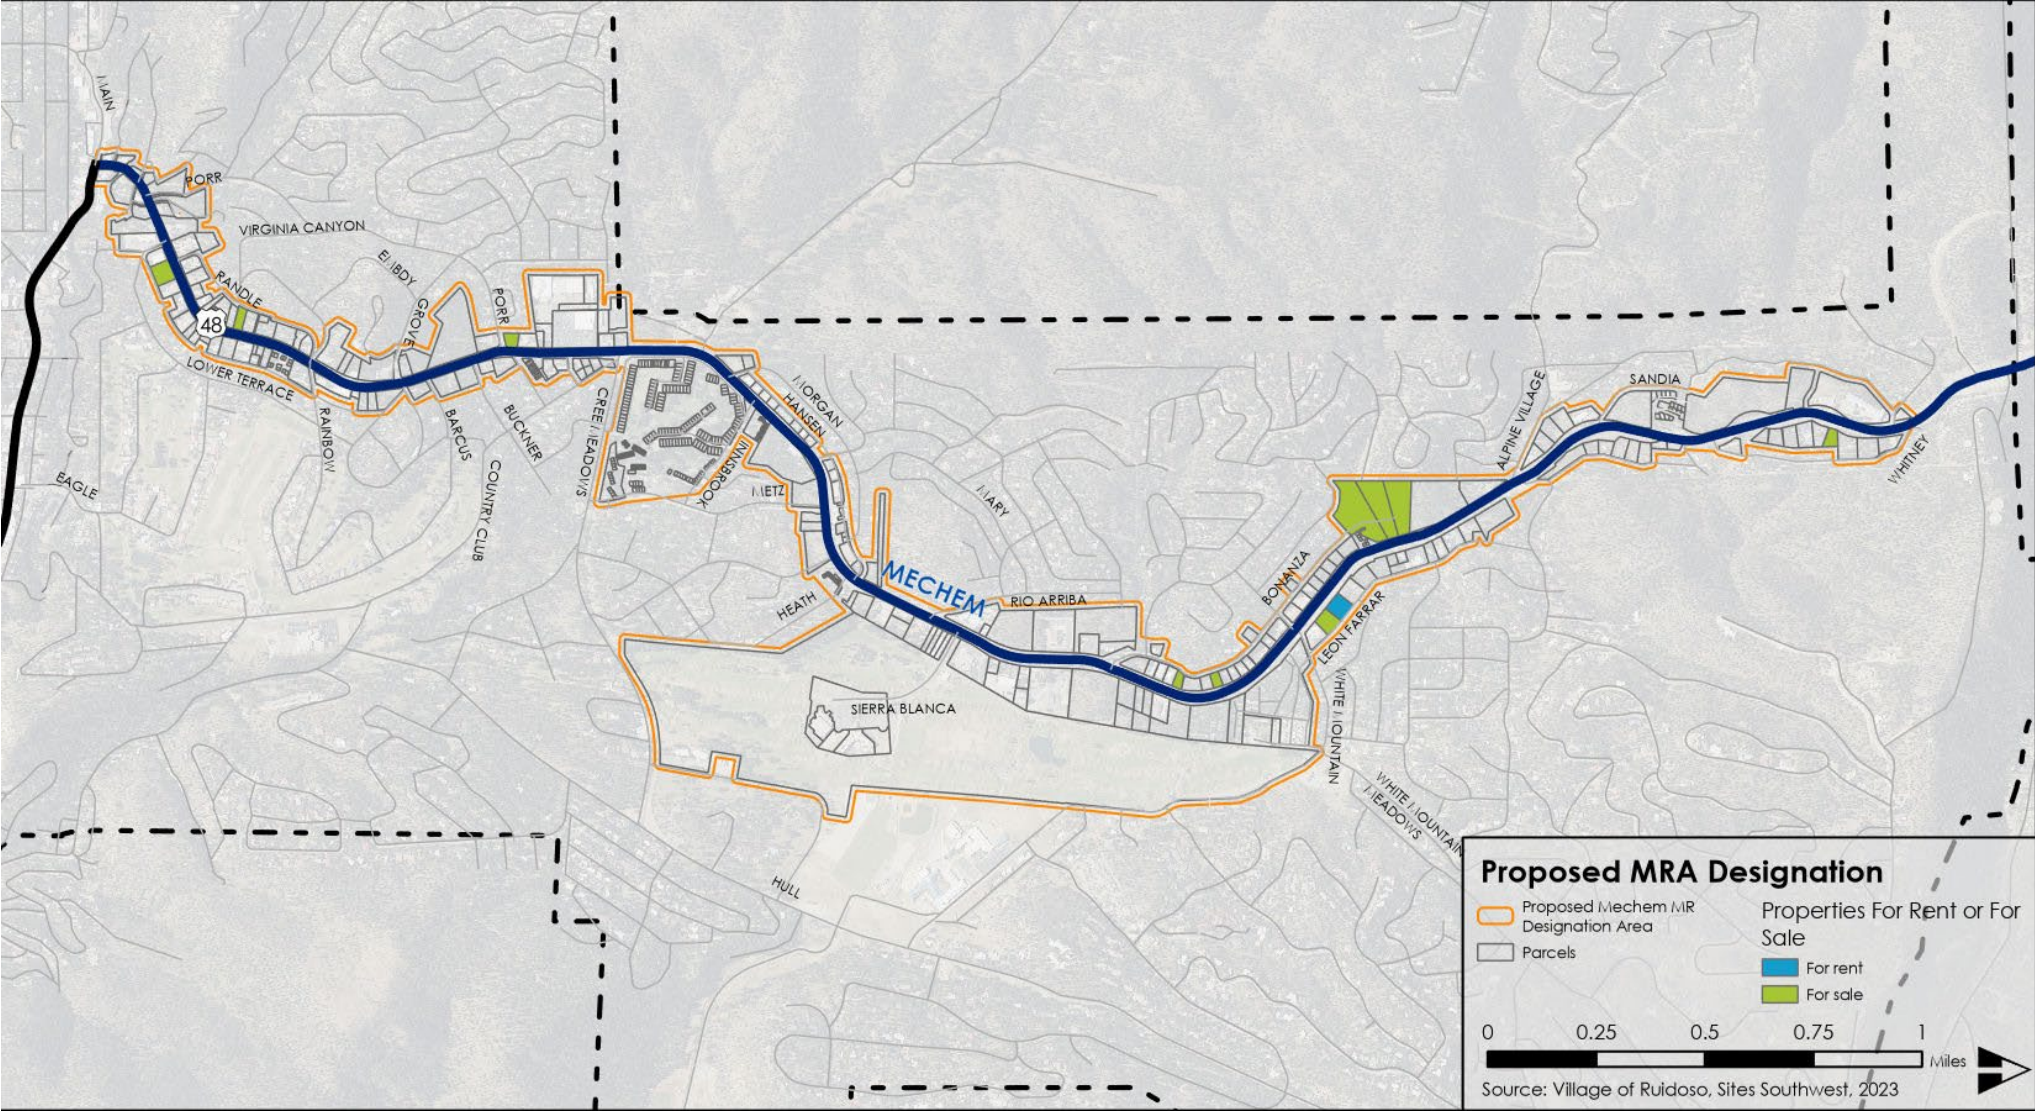 MAIN
PORR
VIRGINIA CANYON
EMBDY
GROVE
PORR
RANDLE
48
LOWER TERRACE
RAINBOW
BARCUS
BUCKNER
COUNTRY CLUB
CREE MEADOWS
EAGLE
MORGAN
HANSEN
INNSBROOK
METZ
MARY
HEATH
MECHEM
RIO ARRIBA
SIERRA BLANCA
BONANZA
LEON FARRAR
WHITE MOUNTAIN
WHITE MOUNTAIN
MEADOWS
ALPINE VILLAGE
SANDIA
WHITNEY
HULL
Proposed MRA Designation
Proposed Mechem MR
Designation Area
Parcels
Properties For Rent or For
Sale
For rent
For sale
0 0.25 0.5 0.75 1
Miles
Source: Village of Ruidoso, Sites Southwest, 2023